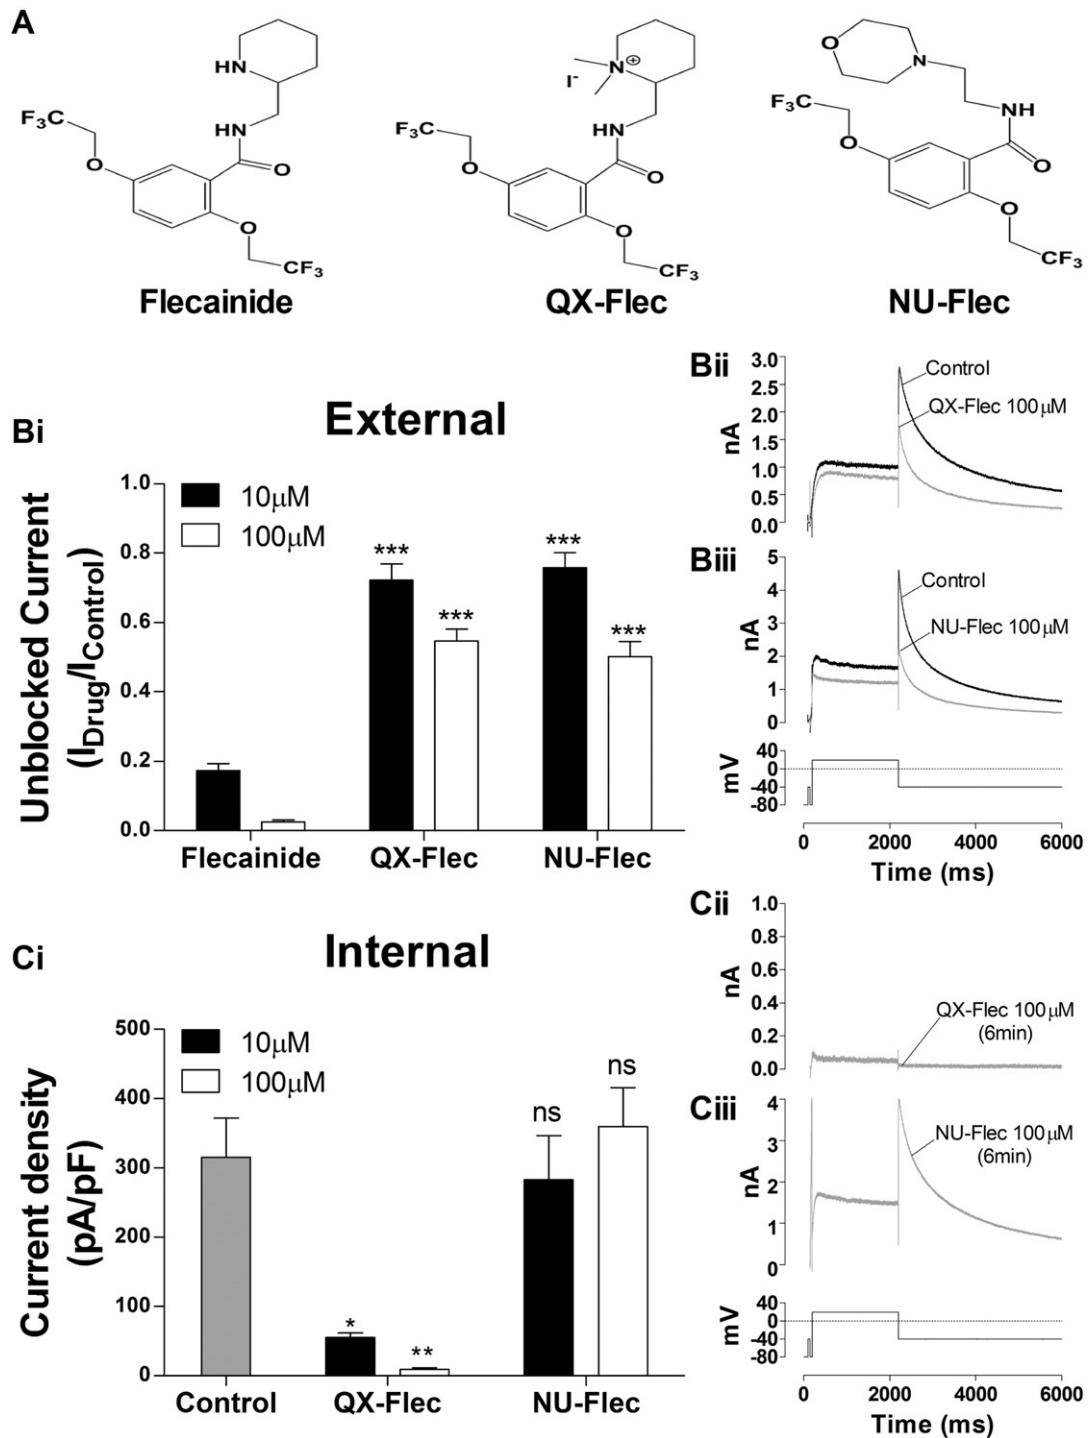 A
HN
N⊕
I-
O
N
F3C
HN
O
O
O
CF3
F3C
HN
O
O
O
CF3
F3C
NH
O
O
O
CF3
Flecainide
QX-Flec
NU-Flec
Bi
External
Unblocked Current
(IDrug/IControl)
1.0
0.8
0.6
0.4
0.2
0.0
10μM
100μM
***
***
***
***
Flecainide
QX-Flec
NU-Flec
Bii
nA
3.0
2.5
2.0
1.5
1.0
0.5
0.0
Control
QX-Flec 100μM
Biii
nA
5
4
3
2
1
0
Control
NU-Flec 100μM
mV
40
0
-40
-80
0
2000
4000
6000
Time (ms)
Ci
Internal
Current density
(pA/pF)
500
400
300
200
100
0
10μM
100μM
*
**
ns
ns
Control
QX-Flec
NU-Flec
Cii
nA
1.0
0.8
0.6
0.4
0.2
0.0
QX-Flec 100μM
(6min)
Ciii
nA
4
3
2
1
0
NU-Flec 100μM
(6min)
mV
40
0
-40
-80
0
2000
4000
6000
Time (ms)